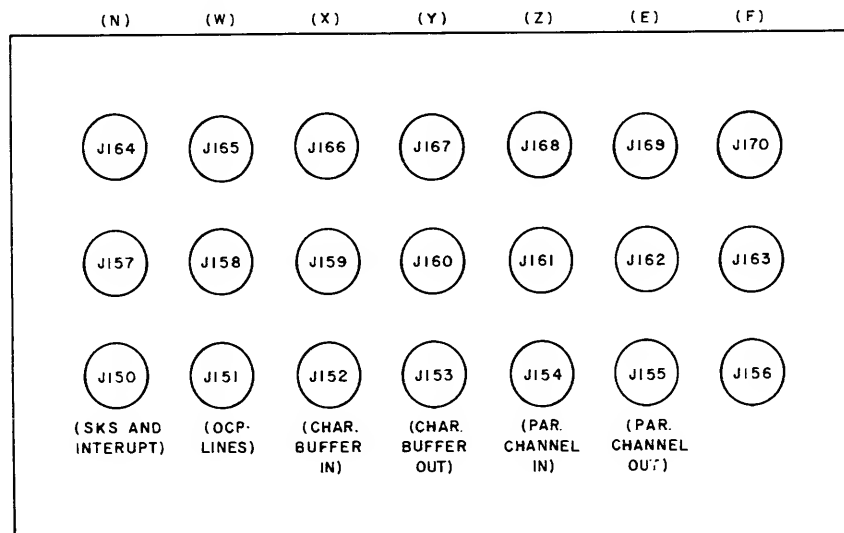 (N) (W) (X) (Y) (Z) (E) (F)
J164 J165 J166 J167 J168 J169 J170
J157 J158 J159 J160 J161 J162 J163
J150 J151 J152 J153 J154 J155 J156
(SKS AND INTERUPT)
(OCP- LINES)
(CHAR. BUFFER IN)
(CHAR. BUFFER OUT)
(PAR. CHANNEL IN)
(PAR. CHANNEL OUT)